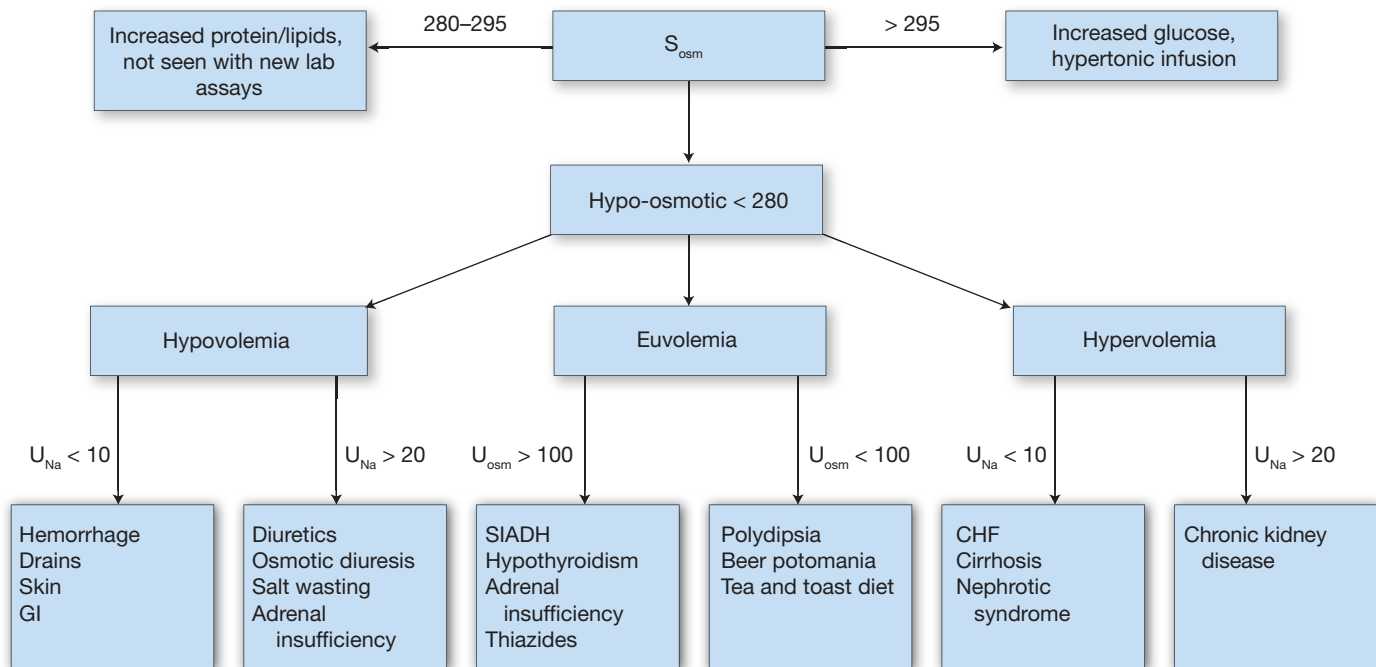 Increased protein/lipids,
not seen with new lab
assays
280–295
S_osm
> 295
Increased glucose,
hypertonic infusion
Hypo-osmotic < 280
Hypovolemia
Euvolemia
Hypervolemia
U_Na < 10
U_Na > 20
U_osm > 100
U_osm < 100
U_Na < 10
U_Na > 20
Hemorrhage
Drains
Skin
GI
Diuretics
Osmotic diuresis
Salt wasting
Adrenal
insufficiency
SIADH
Hypothyroidism
Adrenal
insufficiency
Thiazides
Polydipsia
Beer potomania
Tea and toast diet
CHF
Cirrhosis
Nephrotic
syndrome
Chronic kidney
disease